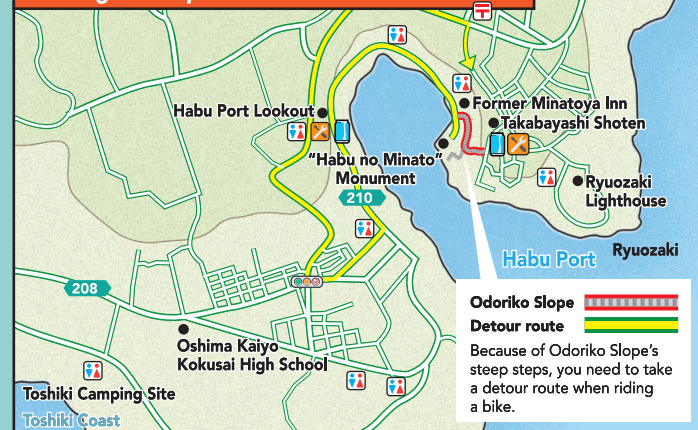 Habu Port Lookout
Former Minatoya Inn
Takabayashi Shoten
“Habu no Minato”
Monument
Ryuozaki
Lighthouse
210
Ryuozaki
Habu Port
208
Odoriko Slope
Detour route
Because of Odoriko Slope’s
steep steps, you need to take
a detour route when riding
a bike.
Oshima Kaiyo
Kokusai High School
Toshiki Camping Site
Toshiki Coast